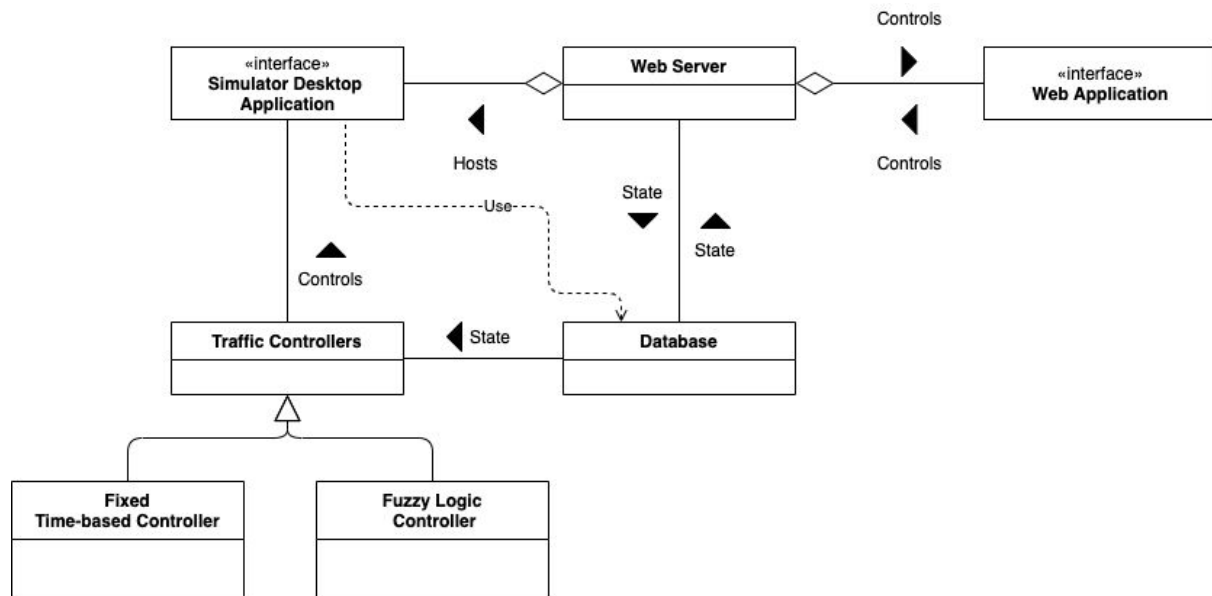 Controls
«interface»
Simulator Desktop
Application
Web Server
«interface»
Web Application
Hosts
Controls
State
Use
State
Controls
Traffic Controllers
State
Database
Fixed
Time-based Controller
Fuzzy Logic
Controller